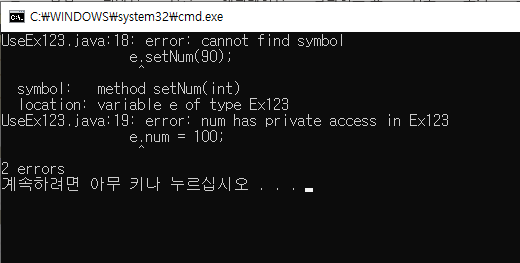 C:₩WINDOWS₩system32₩cmd.exe
UseEx123.java:18: error: cannot find symbol
e.setNum(90);
^
symbol:   method setNum(int)
location: variable e of type Ex123
UseEx123.java:19: error: num has private access in Ex123
e.num = 100;
^
2 errors
계속하려면 아무 키나 누르십시오 . . .